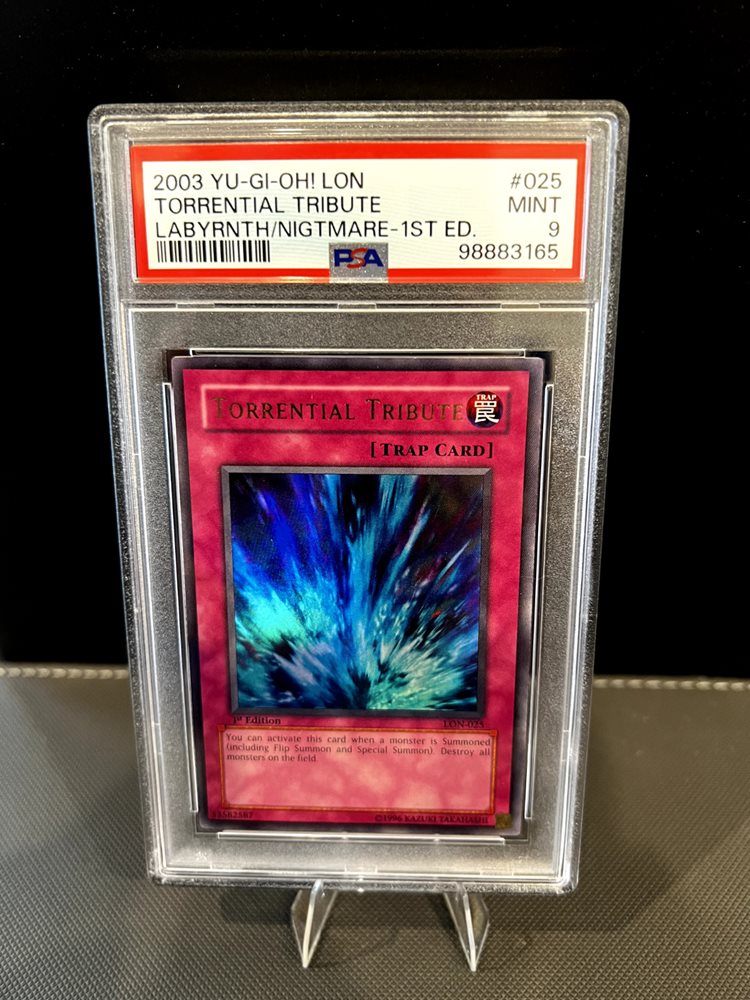 2003 YU-GI-OH! LON #025
TORRENTIAL TRIBUTE MINT
LABYRNTH/NIGTMARE-1ST ED. 9
PSA 98883165
TORRENTIAL TRIBUTE
TRAP
罠
[TRAP CARD]
1st Edition LON-025
You can activate this card when a monster is Summoned
(including Flip Summon and Special Summon). Destroy all
monsters on the field.
©1996 KAZUKI TAKAHASHI